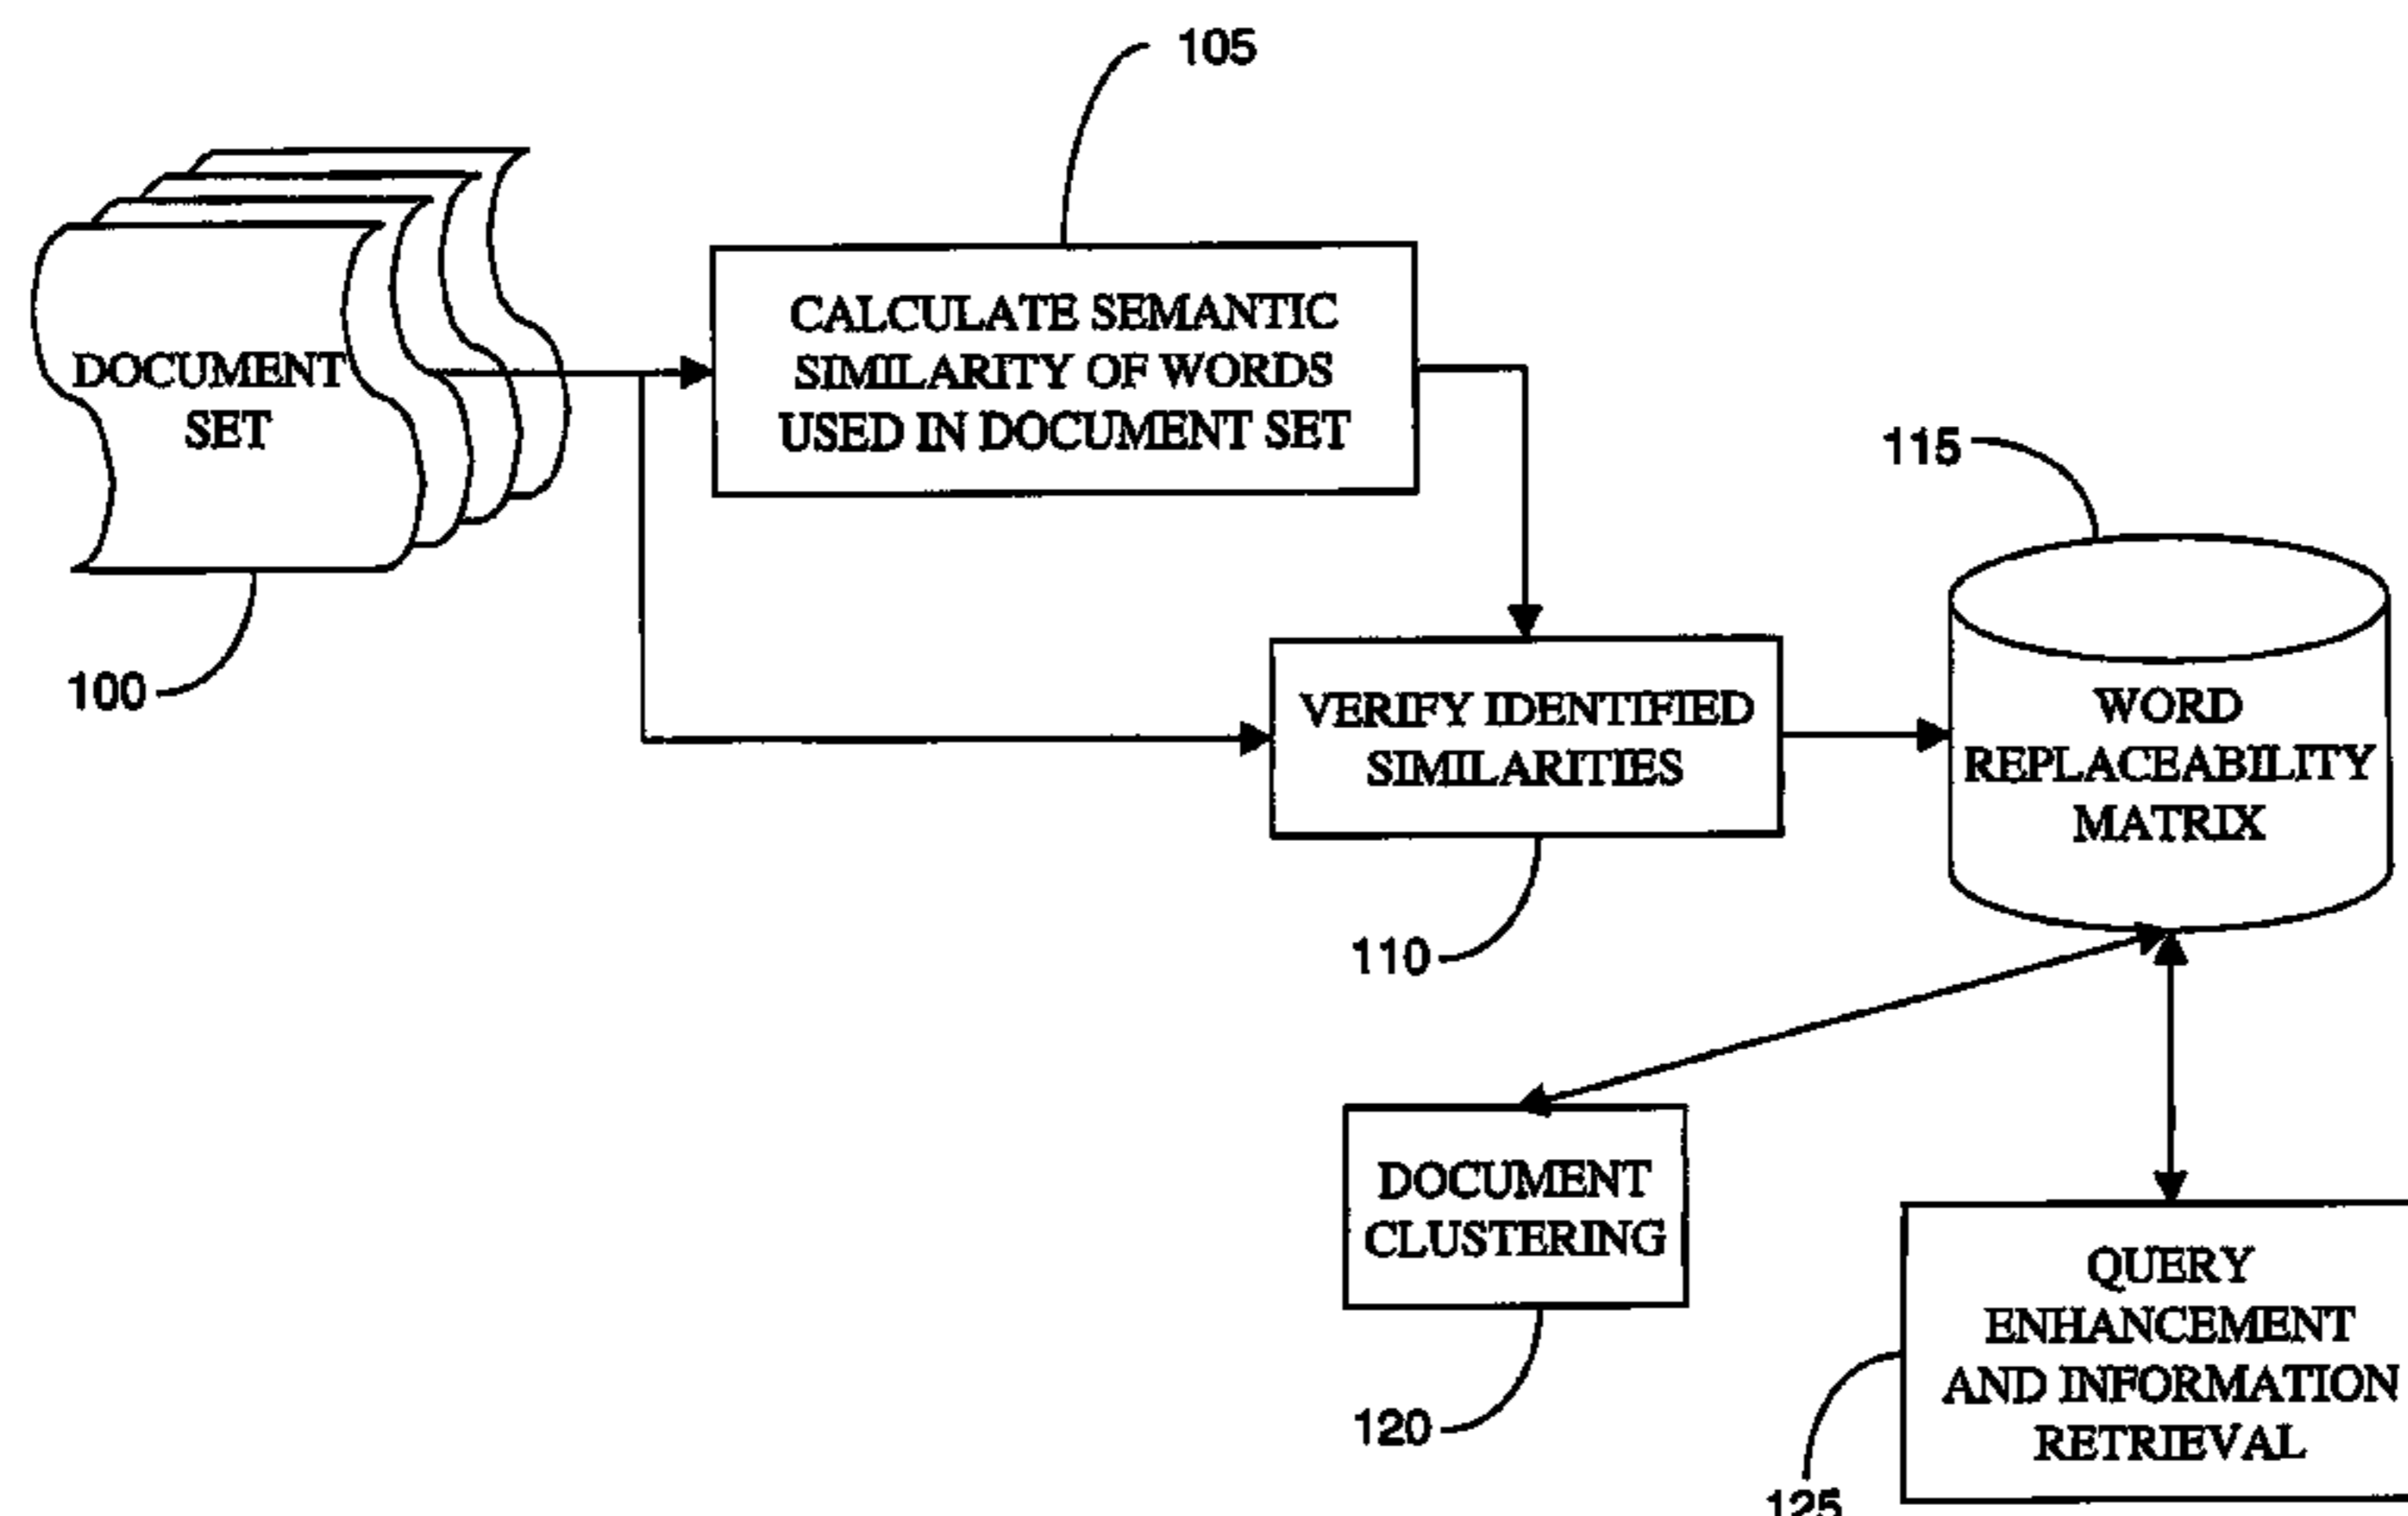 105
DOCUMENT
SET
100
CALCULATE SEMANTIC
SIMILARITY OF WORDS
USED IN DOCUMENT SET
115
VERIFY IDENTIFIED
SIMILARITIES
110
WORD
REPLACEABILITY
MATRIX
DOCUMENT
CLUSTERING
120
QUERY
ENHANCEMENT
AND INFORMATION
RETRIEVAL
125